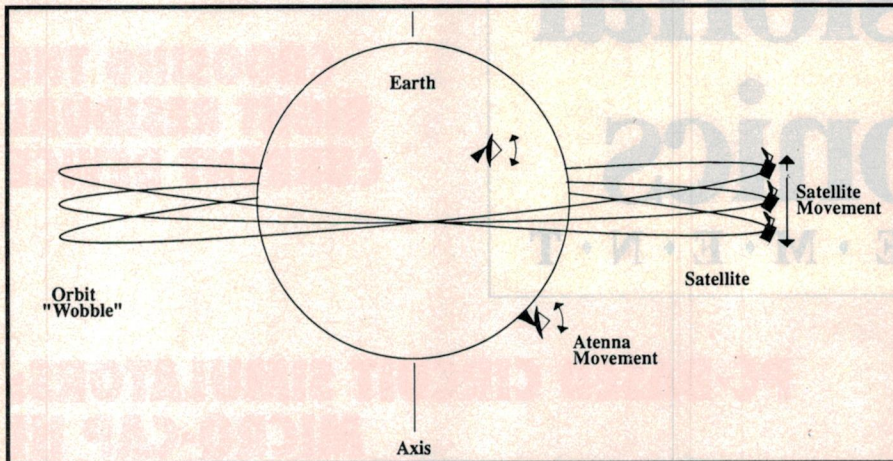 Earth
Satellite
Movement
Satellite
Orbit
"Wobble"
Atenna
Movement
Axis